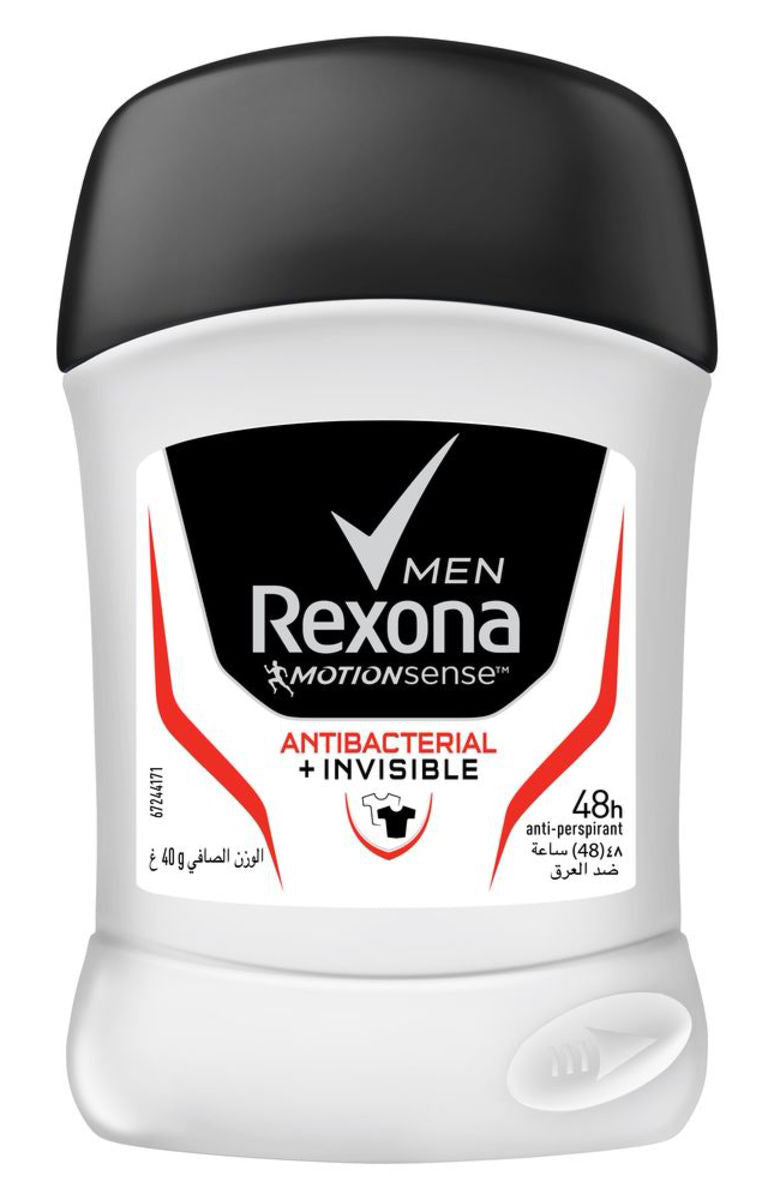 MEN
Rexona
MOTIONsense™
ANTIBACTERIAL
+ INVISIBLE
67244171
48h
anti-perspirant
٤٨(48) ساعة
ضد العرق
الوزن الصافي 40 g غ